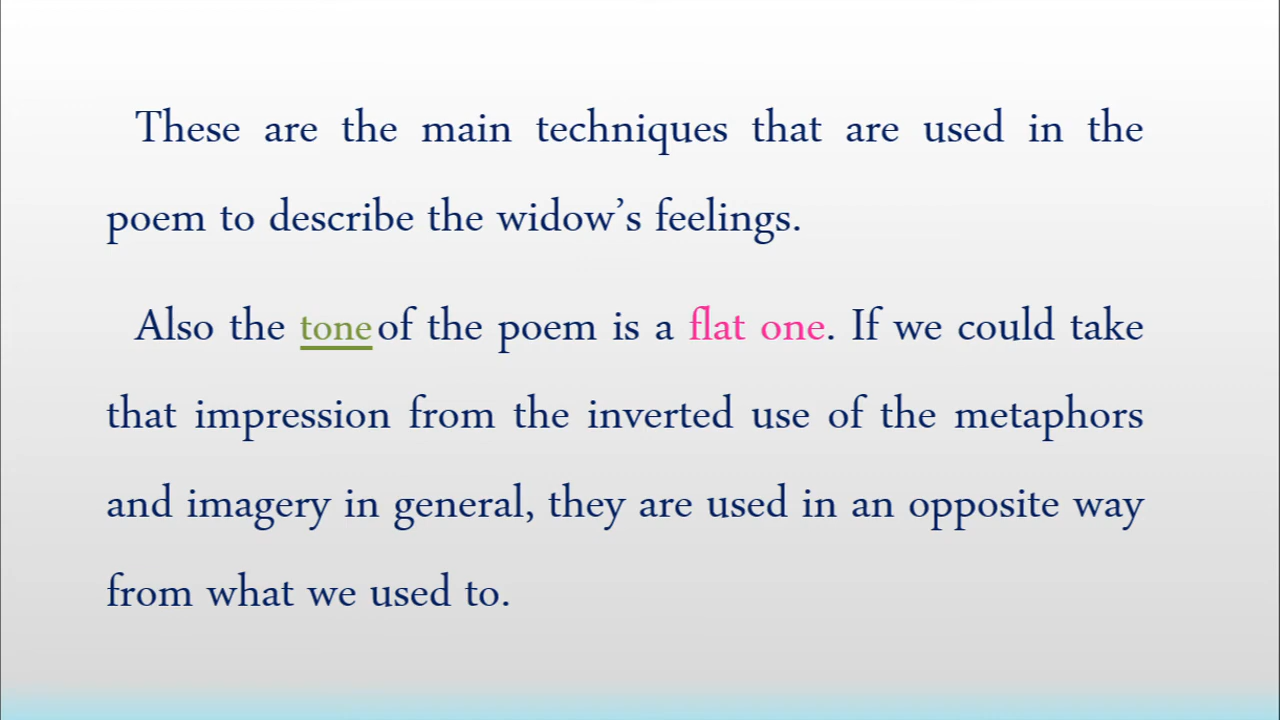 These are the main techniques that are used in the
poem to describe the widow’s feelings.
Also the tone of the poem is a flat one. If we could take
that impression from the inverted use of the metaphors
and imagery in general, they are used in an opposite way
from what we used to.